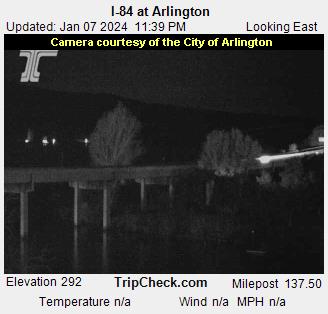 I-84 at Arlington
Updated: Jan 07 2024 11:39 PM Looking East
Camera courtesy of the City of Arlington
Elevation 292 TripCheck.com Milepost 137.50
Temperature n/a Wind n/a MPH n/a